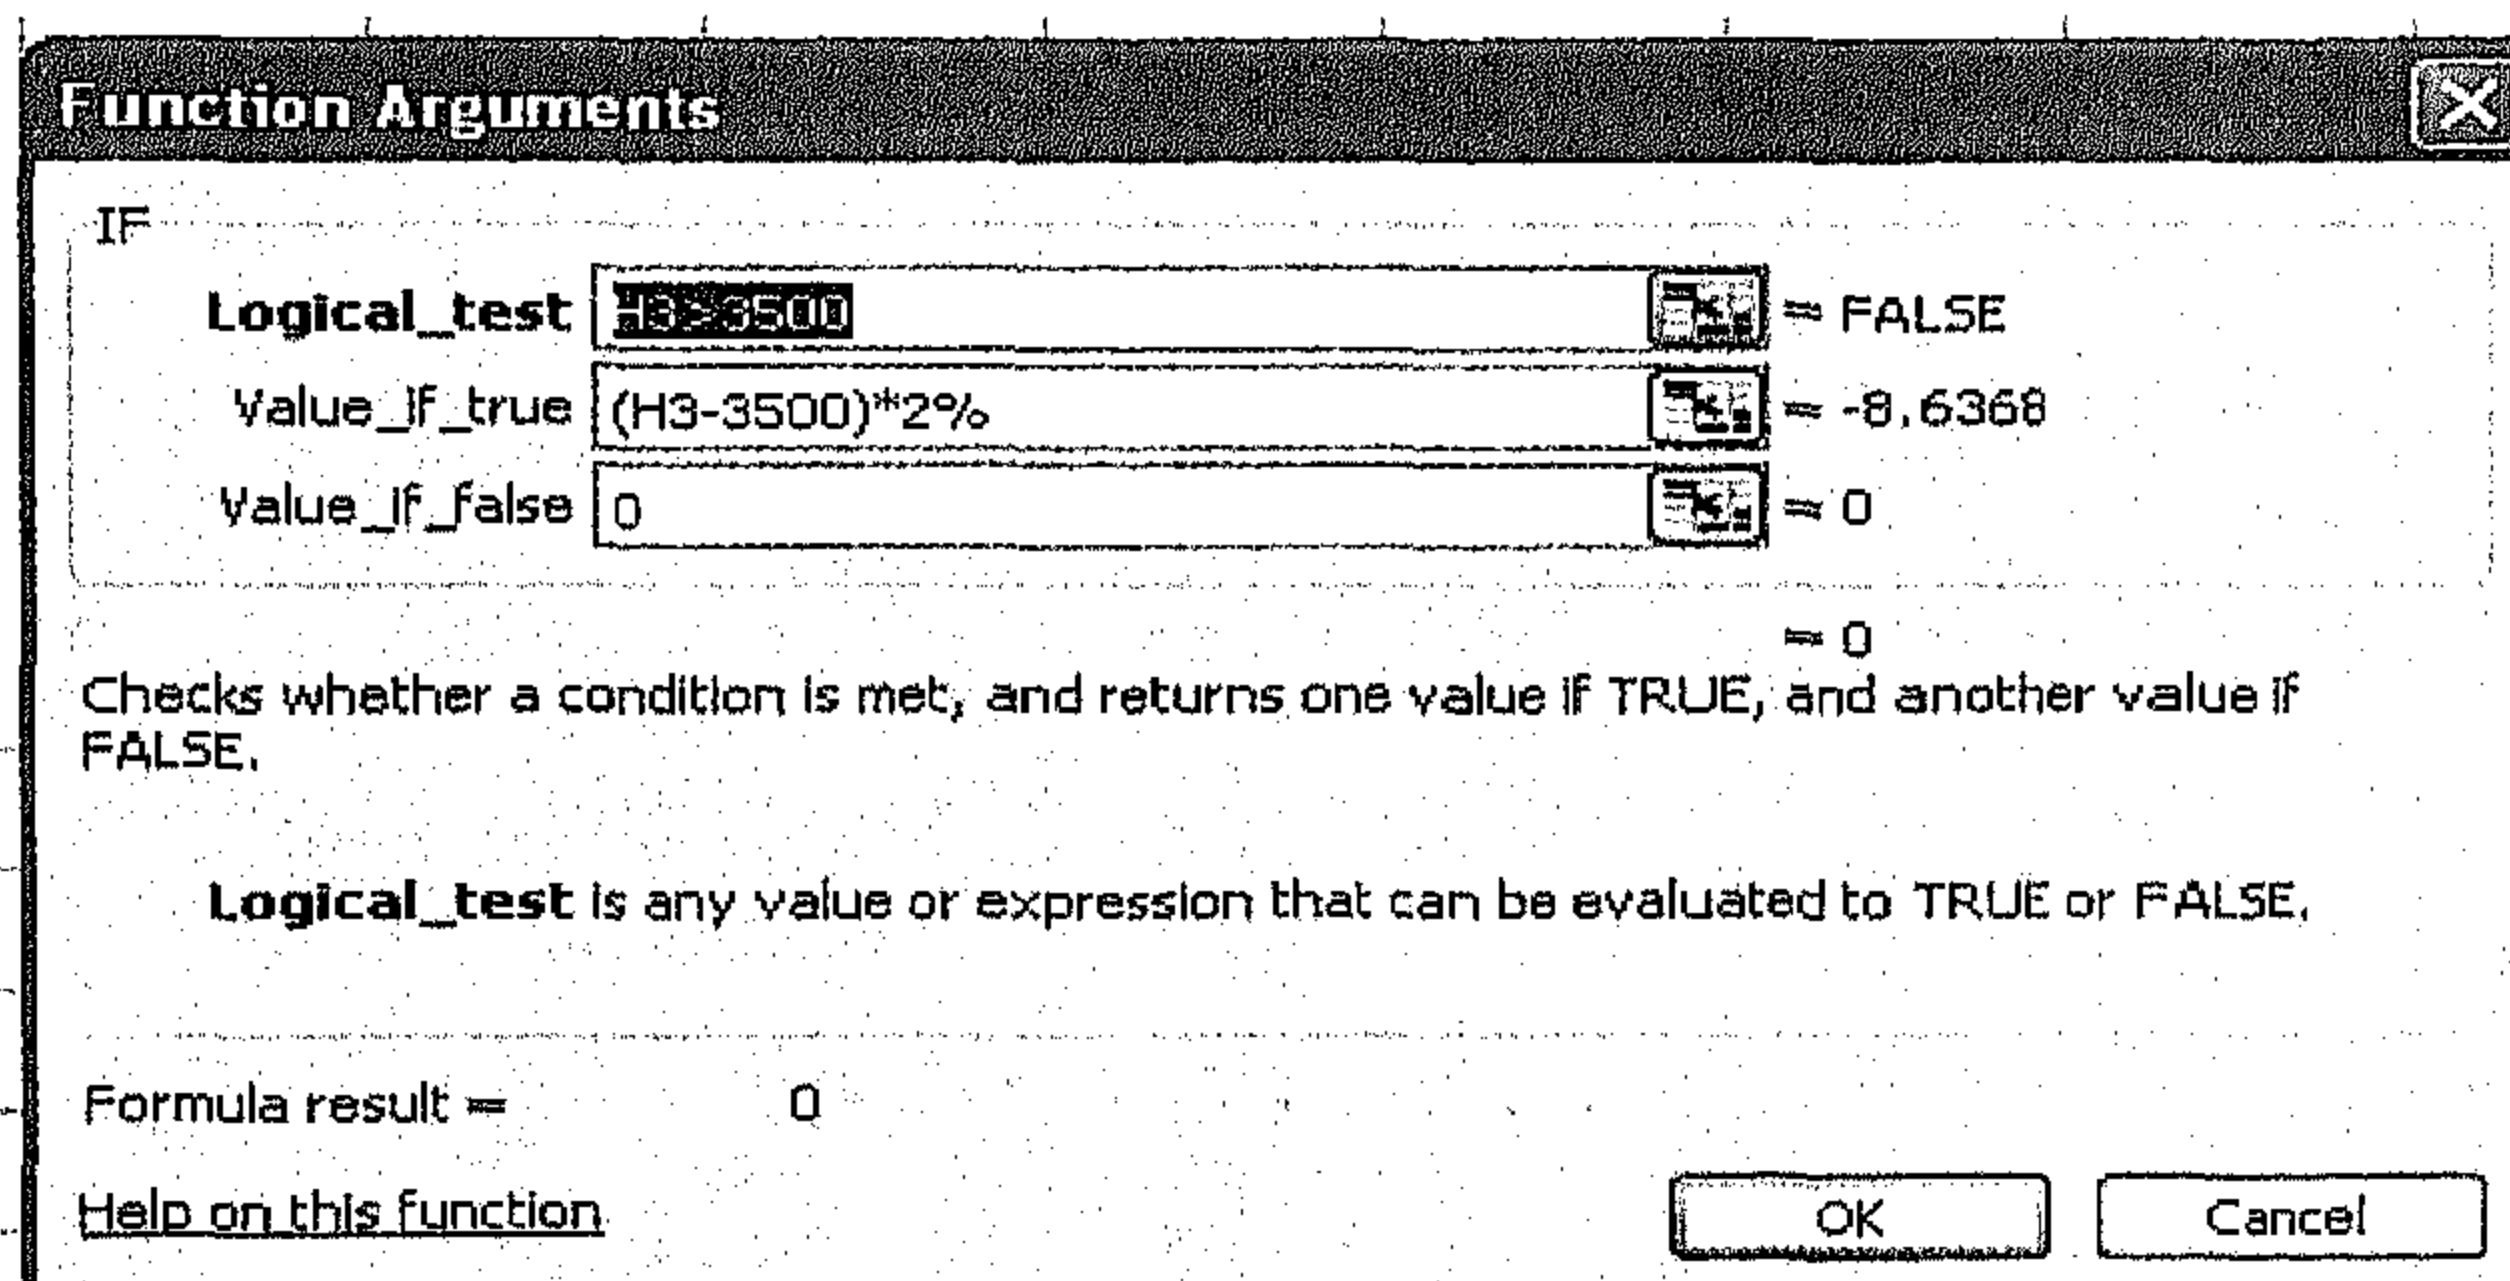 Function Arguments
IF
Logical_test H3>3500 = FALSE
Value_if_true (H3-3500)*2% = -8.6368
Value_if_false 0 = 0
= 0
Checks whether a condition is met, and returns one value if TRUE, and another value if
FALSE.
Logical_test is any value or expression that can be evaluated to TRUE or FALSE.
Formula result = 0
Help on this function
OK Cancel